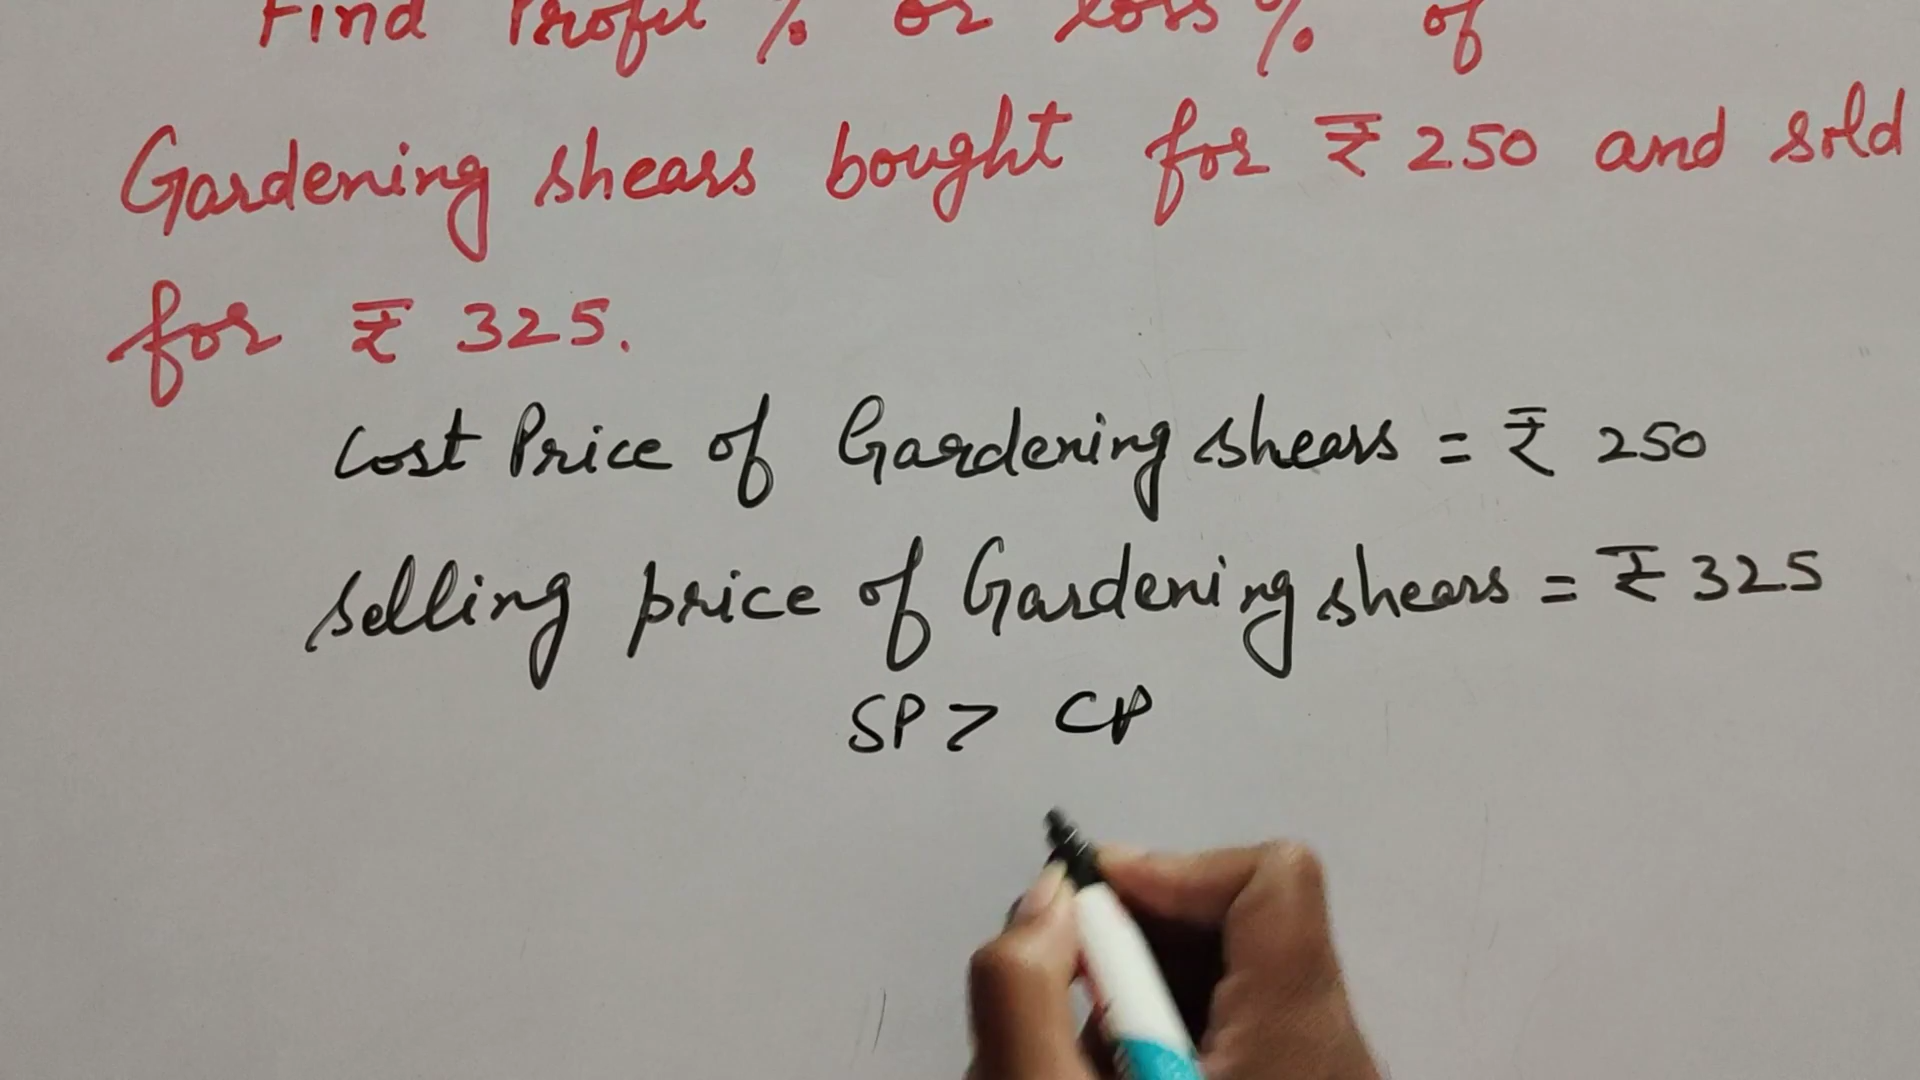 Find Profit % or loss % of
Gardening shears bought for ₹ 250 and sold
for ₹ 325.
Cost Price of Gardening shears = ₹ 250
Selling price of Gardening shears = ₹ 325
SP > CP